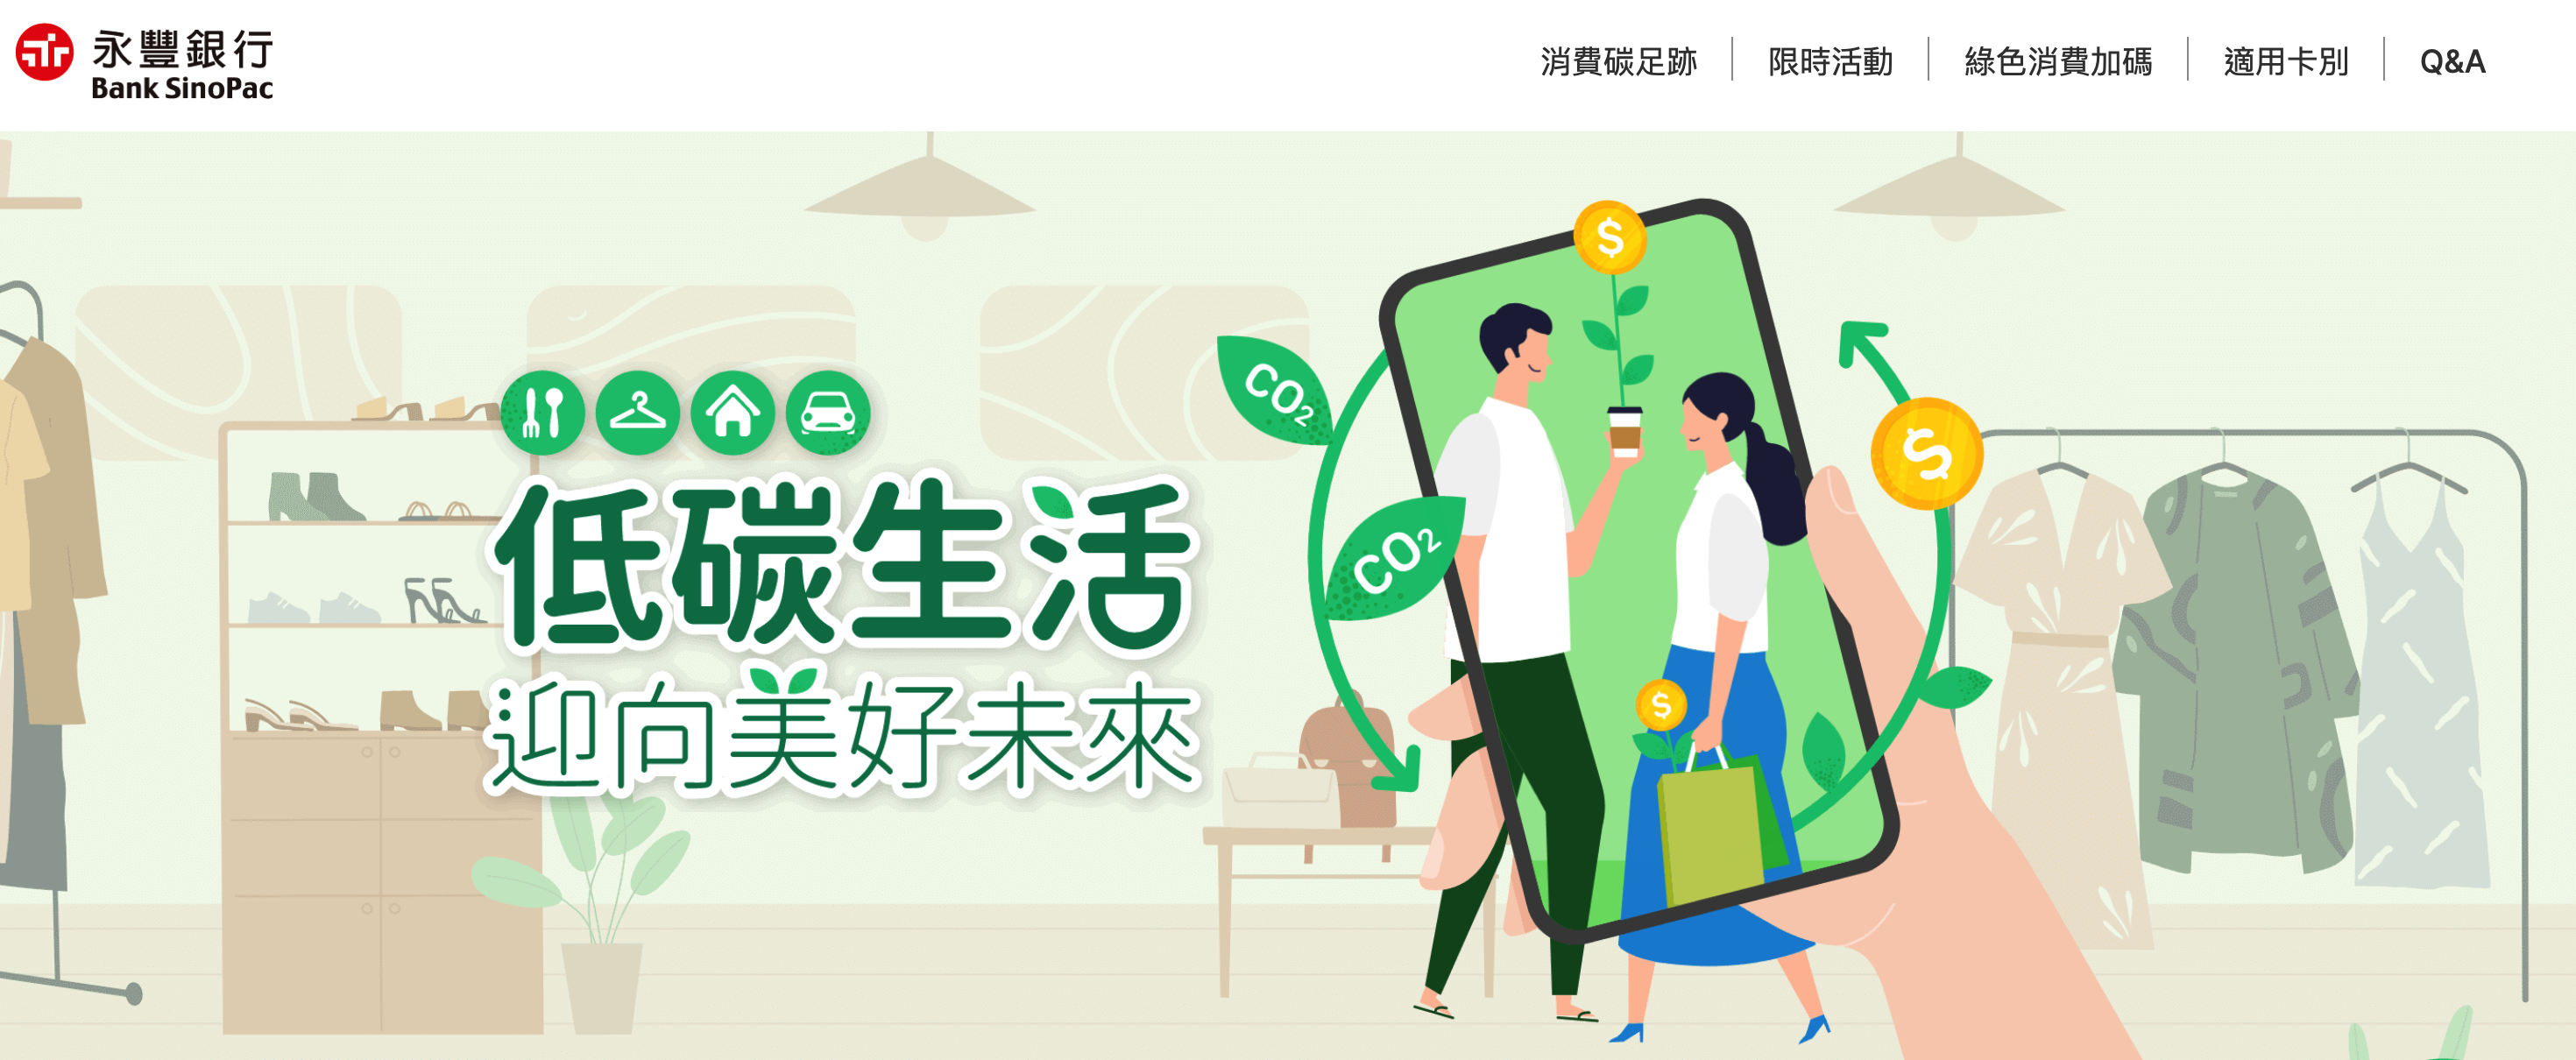 永豐銀行
Bank SinoPac
消費碳足跡
限時活動
綠色消費加碼
適用卡別
Q&A
低碳生活
迎向美好未來
CO₂
CO₂
$
$
$